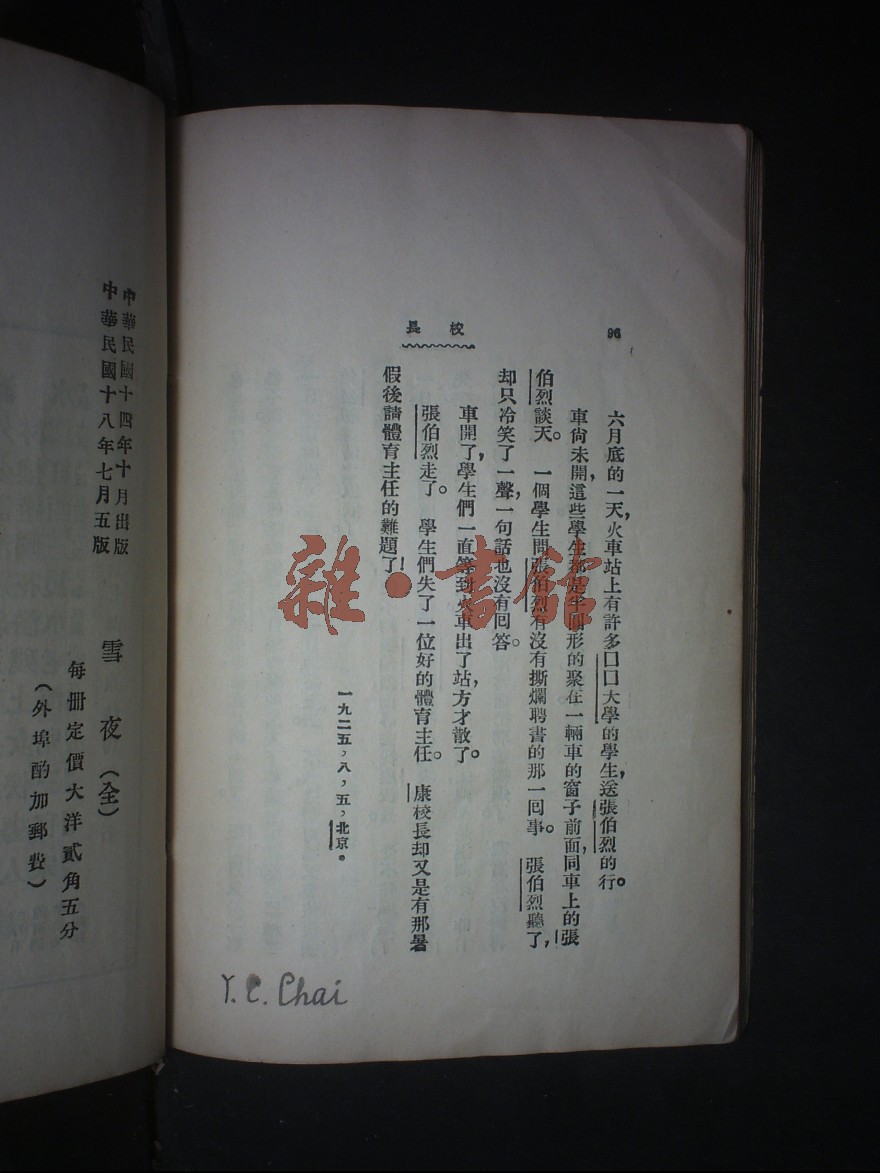 96
校長
六月底的一天,火車站上有許多囗囗大學的學生,送張伯烈的行。
車尙未開,這些學生都是半圓形的聚在一輛車的窗子前面,同車上的張
伯烈談天。一個學生問張伯烈有沒有撕爛聘書的那一回事。張伯烈聽了,
却只冷笑了一聲,一句話也沒有回答。
車開了,學生們一直等到火車出了站,方才散了。
張伯烈走了。學生們失了一位好的體育主任。康校長却又是有那暑
假後請體育主任的難題了!
一九二五,八,五,北京。
Y. C. Chai
中華民國十四年十月出版
中華民國十八年七月五版
雪夜(全)
每冊定價大洋貳角五分
(外埠酌加郵費)
雜·書館